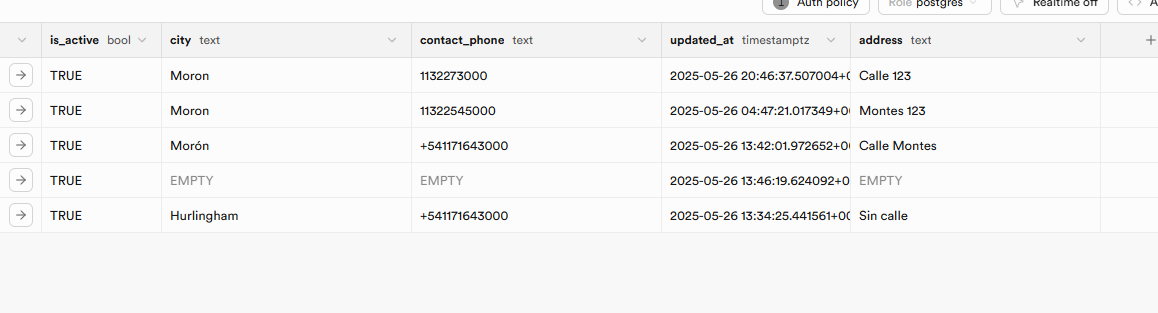 1 Auth policy Role postgres Realtime off A
is_active bool city text contact_phone text updated_at timestamptz address text
TRUE Moron 1132273000 2025-05-26 20:46:37.507004+0 Calle 123
TRUE Moron 11322545000 2025-05-26 04:47:21.017349+0 Montes 123
TRUE Morón +541171643000 2025-05-26 13:42:01.972652+0 Calle Montes
TRUE EMPTY EMPTY 2025-05-26 13:46:19.624092+0 EMPTY
TRUE Hurlingham +541171643000 2025-05-26 13:34:25.441561+00 Sin calle